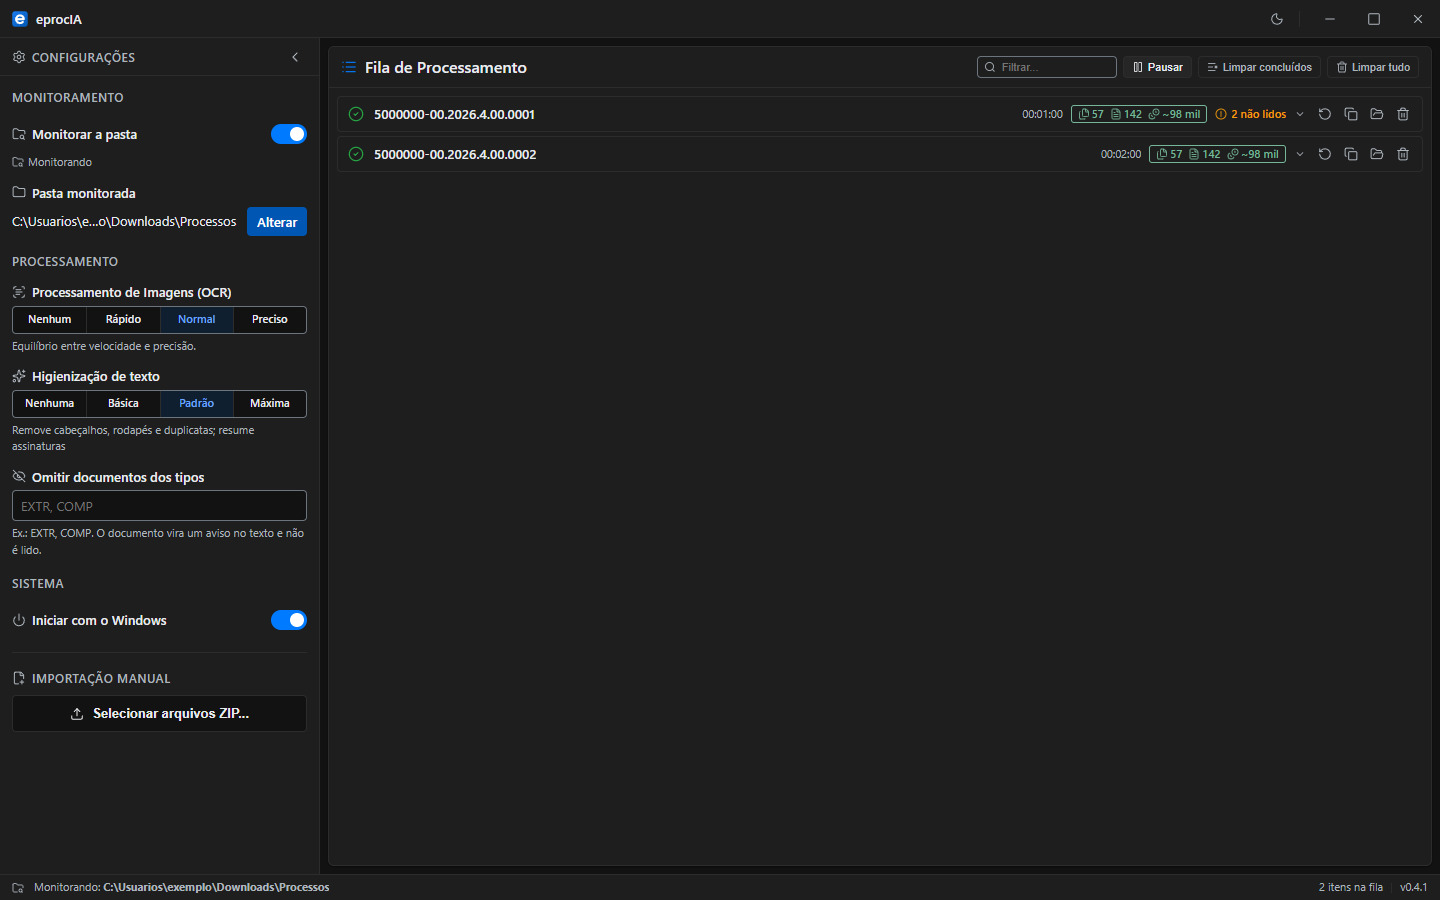 eprocIA
CONFIGURAÇÕES
MONITORAMENTO
Monitorar a pasta
Monitorando
Pasta monitorada
C:\Usuarios\e...o\Downloads\Processos
Alterar
PROCESSAMENTO
Processamento de Imagens (OCR)
Nenhum Rápido Normal Preciso
Equilíbrio entre velocidade e precisão.
Higienização de texto
Nenhuma Básica Padrão Máxima
Remove cabeçalhos, rodapés e duplicatas; resume
assinaturas
Omitir documentos dos tipos
EXTR, COMP
Ex.: EXTR, COMP. O documento vira um aviso no texto e não
é lido.
SISTEMA
Iniciar com o Windows
IMPORTAÇÃO MANUAL
Selecionar arquivos ZIP...
Fila de Processamento
Filtrar...
Pausar
Limpar concluídos
Limpar tudo
5000000-00.2026.4.00.0001 00:01:00 57 142 ~98 mil 2 não lidos
5000000-00.2026.4.00.0002 00:02:00 57 142 ~98 mil
Monitorando: C:\Usuarios\exemplo\Downloads\Processos
2 itens na fila v0.4.1